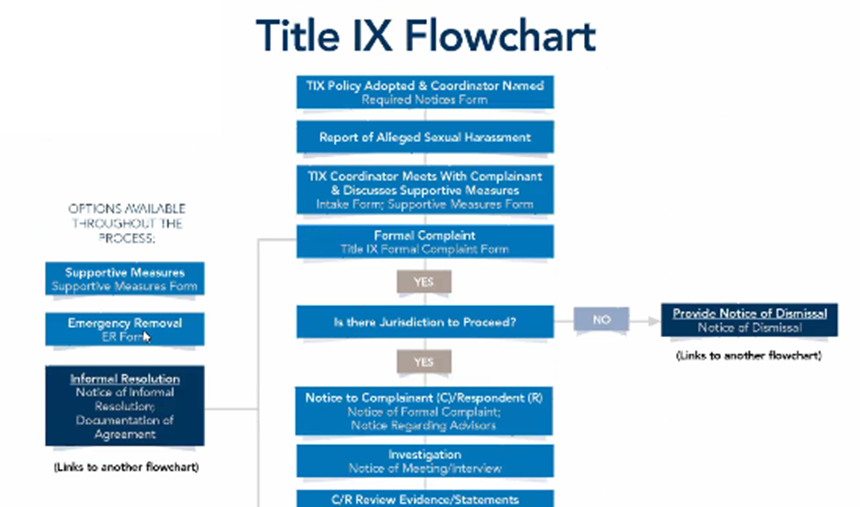 Title IX Flowchart
TIX Policy Adopted & Coordinator Named
Required Notices Form
Report of Alleged Sexual Harassment
TIX Coordinator Meets With Complainant
& Discusses Supportive Measures
Intake Form; Supportive Measures Form
Formal Complaint
Title IX Formal Complaint Form
YES
Is there Jurisdiction to Proceed?
NO
Provide Notice of Dismissal
Notice of Dismissal
(Links to another flowchart)
YES
Notice to Complainant (C)/Respondent (R)
Notice of Formal Complaint;
Notice Regarding Advisors
Investigation
Notice of Meeting/Interview
C/R Review Evidence/Statements
OPTIONS AVAILABLE
THROUGHOUT THE
PROCESS:
Supportive Measures
Supportive Measures Form
Emergency Removal
ER Form
Informal Resolution
Notice of Informal
Resolution;
Documentation of
Agreement
(Links to another flowchart)